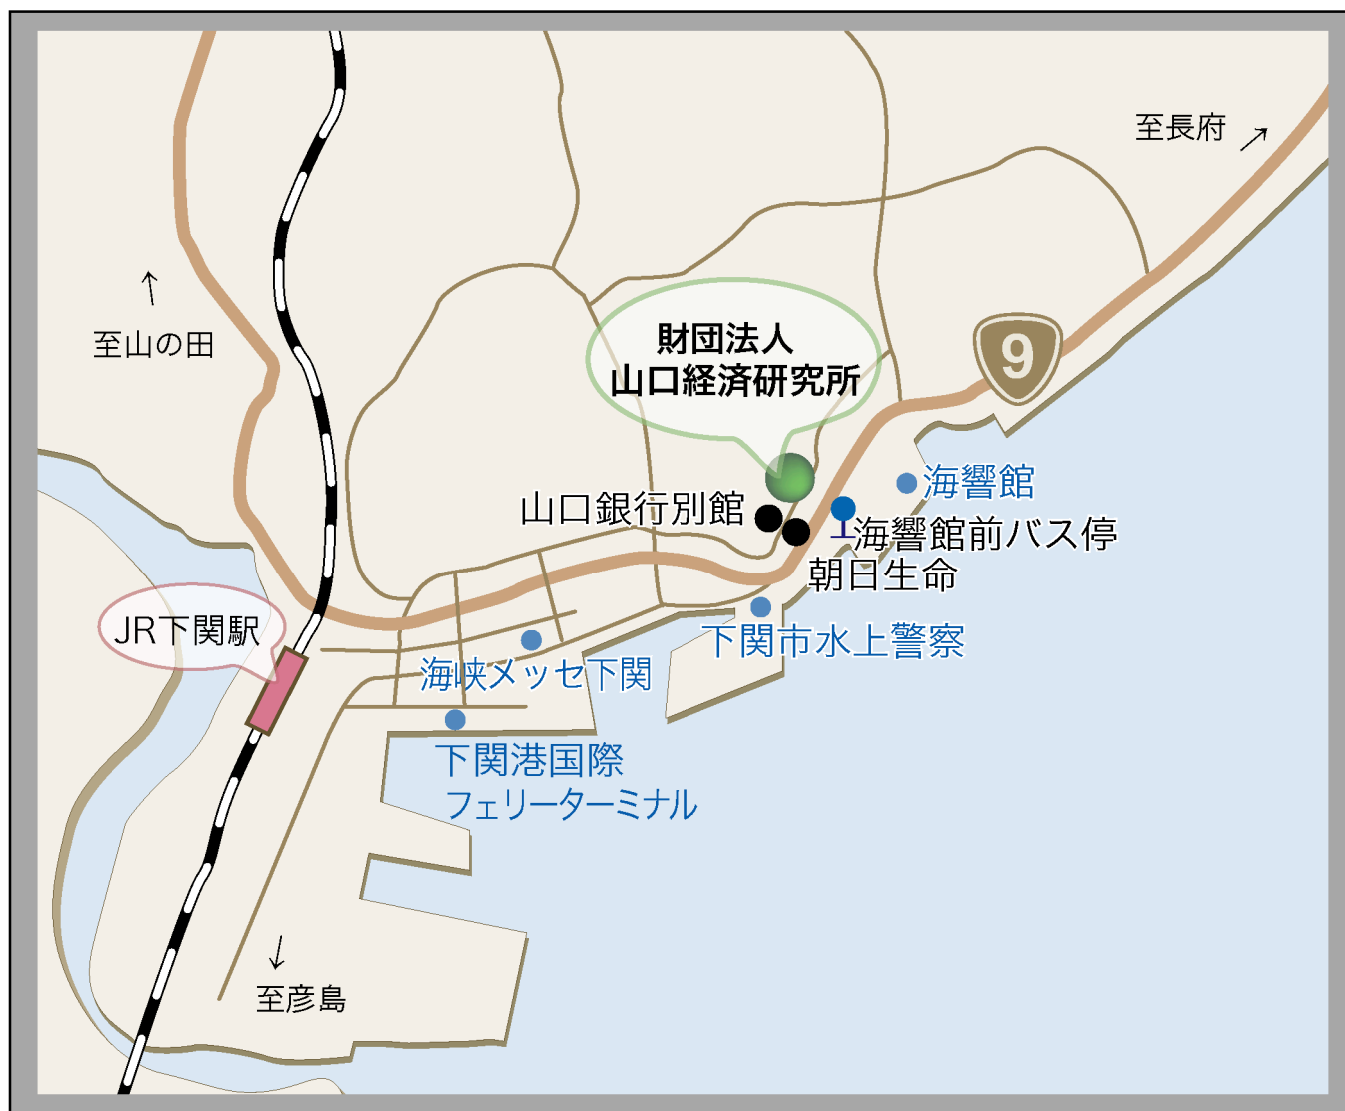 至長府
9
至山の田
財団法人
山口経済研究所
海響館
山口銀行別館
海響館前バス停
朝日生命
JR下関駅
下関市水上警察
海峡メッセ下関
下関港国際
フェリーターミナル
至彦島